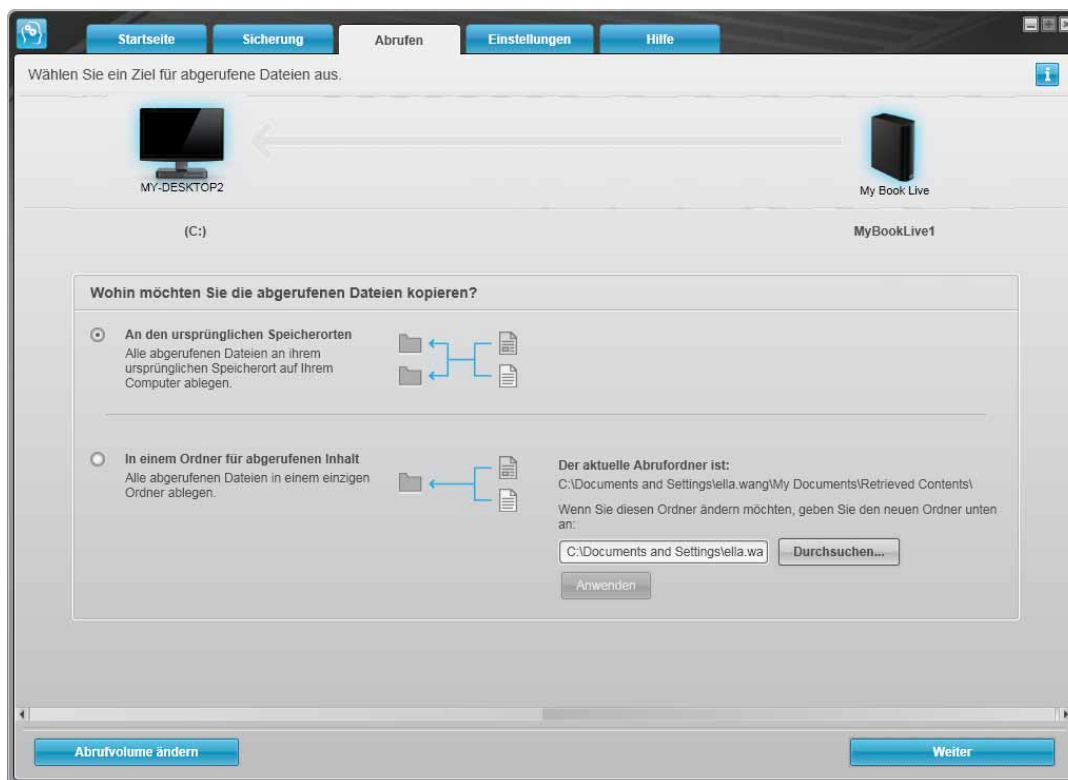 Startseite
Sicherung
Abrufen
Einstellungen
Hilfe
Wählen Sie ein Ziel für abgerufene Dateien aus.
MY-DESKTOP2
My Book Live
(C:)
MyBookLive1
Wohin möchten Sie die abgerufenen Dateien kopieren?
An den ursprünglichen Speicherorten
Alle abgerufenen Dateien an ihrem
ursprünglichen Speicherort auf Ihrem
Computer ablegen.
In einem Ordner für abgerufenen Inhalt
Alle abgerufenen Dateien in einem einzigen
Ordner ablegen.
Der aktuelle Abrufordner ist:
C:\Documents and Settings\ella.wang\My Documents\Retrieved Contents\
Wenn Sie diesen Ordner ändern möchten, geben Sie den neuen Ordner unten
an:
C:\Documents and Settings\ella.wa
Durchsuchen...
Anwenden
Abrufvolume ändern
Weiter